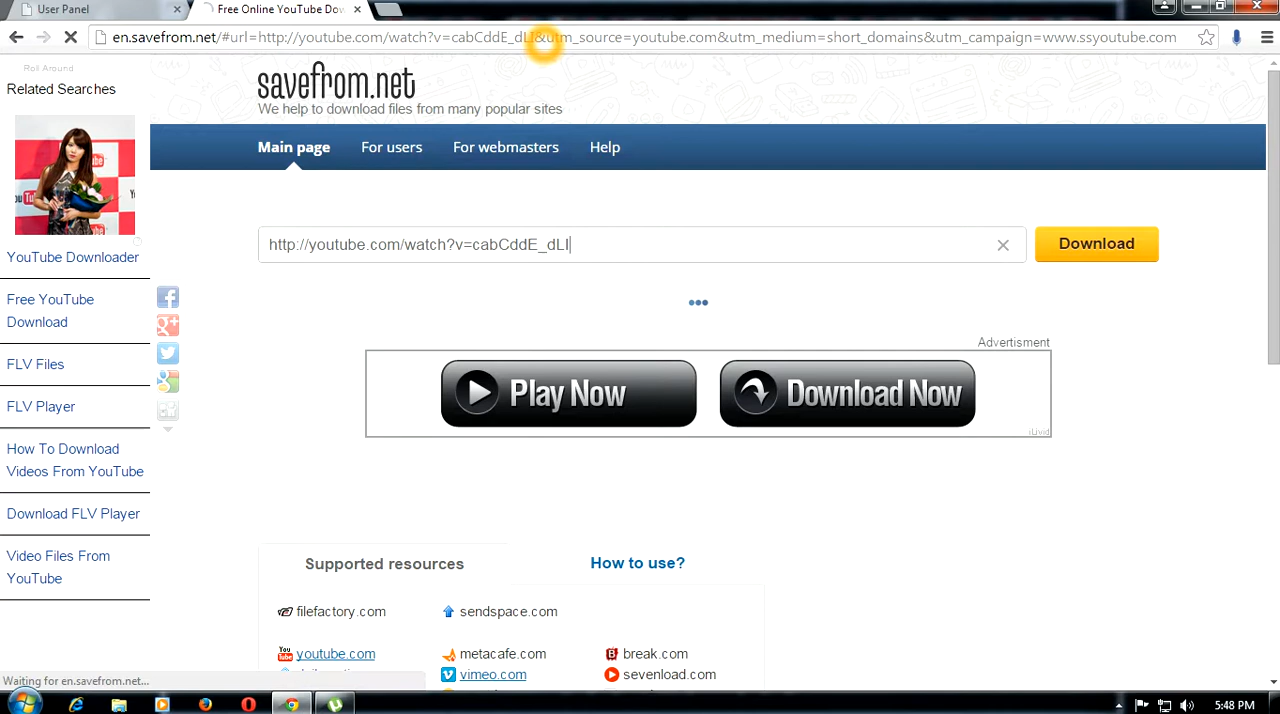 User Panel
Free Online YouTube Dov
en.savefrom.net/#url=http://youtube.com/watch?v=cabCddE_dLI&utm_source=youtube.com&utm_medium=short_domains&utm_campaign=www.ssyoutube.com
Roll Around
Related Searches
savefrom.net
We help to download files from many popular sites
Main page
For users
For webmasters
Help
http://youtube.com/watch?v=cabCddE_dLI
Download
YouTube Downloader
Free YouTube
Download
FLV Files
FLV Player
How To Download
Videos From YouTube
Download FLV Player
Video Files From
YouTube
Advertisment
Play Now
Download Now
iLivid
Supported resources
How to use?
filefactory.com
sendspace.com
youtube.com
metacafe.com
break.com
vimeo.com
sevenload.com
Waiting for en.savefrom.net...
5:48 PM